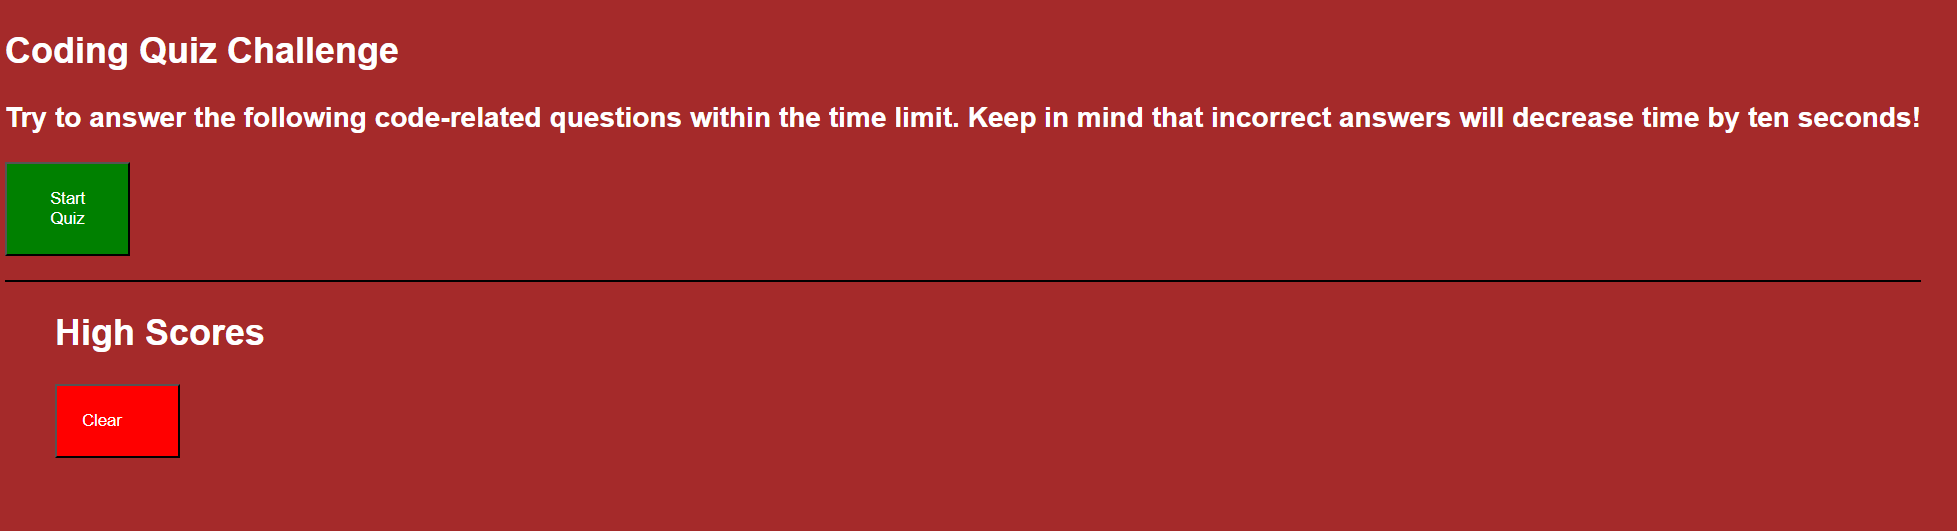 Coding Quiz Challenge
Try to answer the following code-related questions within the time limit. Keep in mind that incorrect answers will decrease time by ten seconds!
Start
Quiz
High Scores
Clear